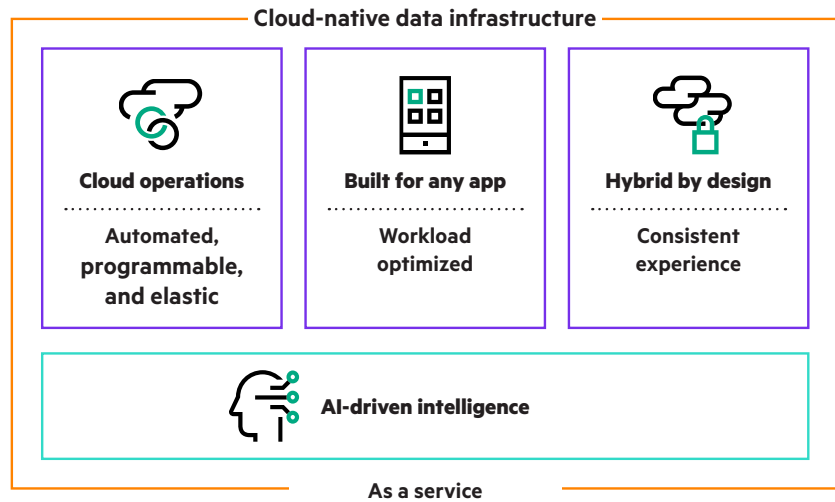 Cloud-native data infrastructure
Cloud operations
Automated,
programmable,
and elastic
Built for any app
Workload
optimized
Hybrid by design
Consistent
experience
AI-driven intelligence
As a service